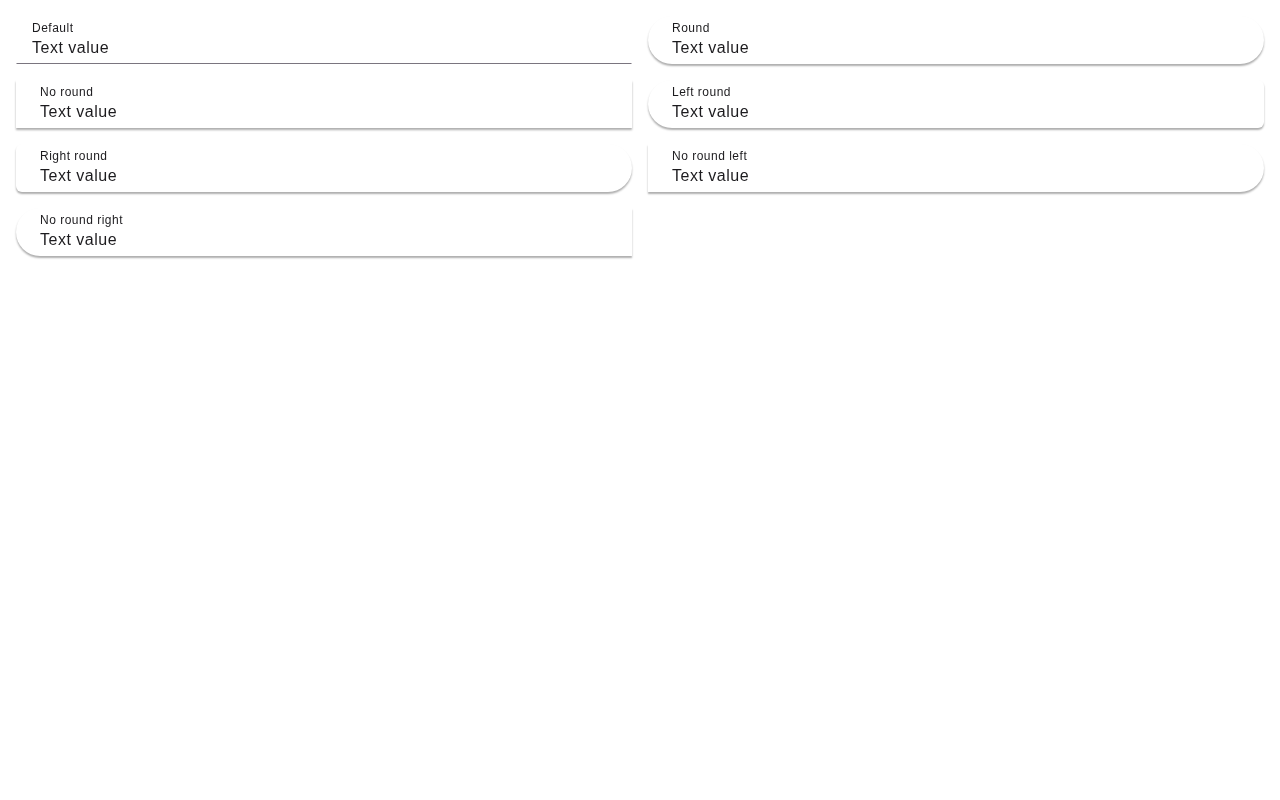 Default
Text value
Round
Text value
No round
Text value
Left round
Text value
Right round
Text value
No round left
Text value
No round right
Text value